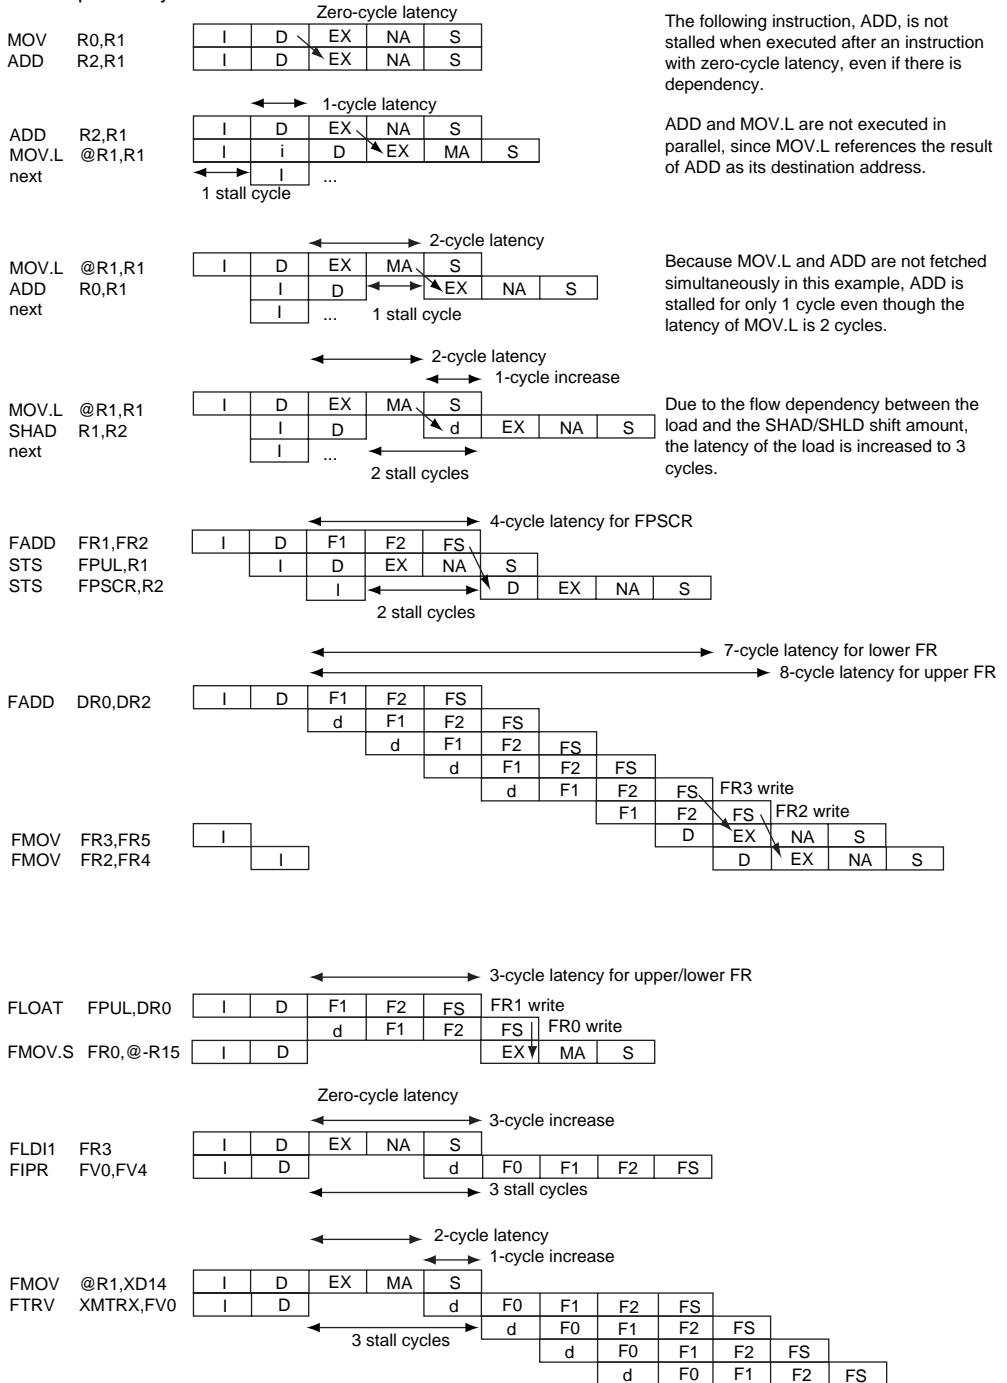 Zero-cycle latency
MOV R0,R1 I D EX NA S
ADD R2,R1 I D EX NA S
The following instruction, ADD, is not
stalled when executed after an instruction
with zero-cycle latency, even if there is
dependency.
1-cycle latency
ADD R2,R1 I D EX NA S
MOV.L @R1,R1 I i D EX MA S
next I ...
1 stall cycle
ADD and MOV.L are not executed in
parallel, since MOV.L references the result
of ADD as its destination address.
2-cycle latency
MOV.L @R1,R1 I D EX MA S
ADD R0,R1 I D EX NA S
next I ... 1 stall cycle
Because MOV.L and ADD are not fetched
simultaneously in this example, ADD is
stalled for only 1 cycle even though the
latency of MOV.L is 2 cycles.
2-cycle latency
1-cycle increase
MOV.L @R1,R1 I D EX MA S
SHAD R1,R2 I D d EX NA S
next I ...
2 stall cycles
Due to the flow dependency between the
load and the SHAD/SHLD shift amount,
the latency of the load is increased to 3
cycles.
4-cycle latency for FPSCR
FADD FR1,FR2 I D F1 F2 FS
STS FPUL,R1 I D EX NA S
STS FPSCR,R2 I D EX NA S
2 stall cycles
7-cycle latency for lower FR
8-cycle latency for upper FR
FADD DR0,DR2 I D F1 F2 FS
d F1 F2 FS
d F1 F2 FS
d F1 F2 FS
d F1 F2 FS FR3 write
F1 F2 FS FR2 write
FMOV FR3,FR5 I D EX NA S
FMOV FR2,FR4 I D EX NA S
3-cycle latency for upper/lower FR
FLOAT FPUL,DR0 I D F1 F2 FS FR1 write
d F1 F2 FS FR0 write
FMOV.S FR0,@-R15 I D EX MA S
Zero-cycle latency
3-cycle increase
FLDI1 FR3 I D EX NA S
FIPR FV0,FV4 I D d F0 F1 F2 FS
3 stall cycles
2-cycle latency
1-cycle increase
FMOV @R1,XD14 I D EX MA S
FTRV XMTRX,FV0 I D d F0 F1 F2 FS
3 stall cycles d F0 F1 F2 FS
d F0 F1 F2 FS
d F0 F1 F2 FS